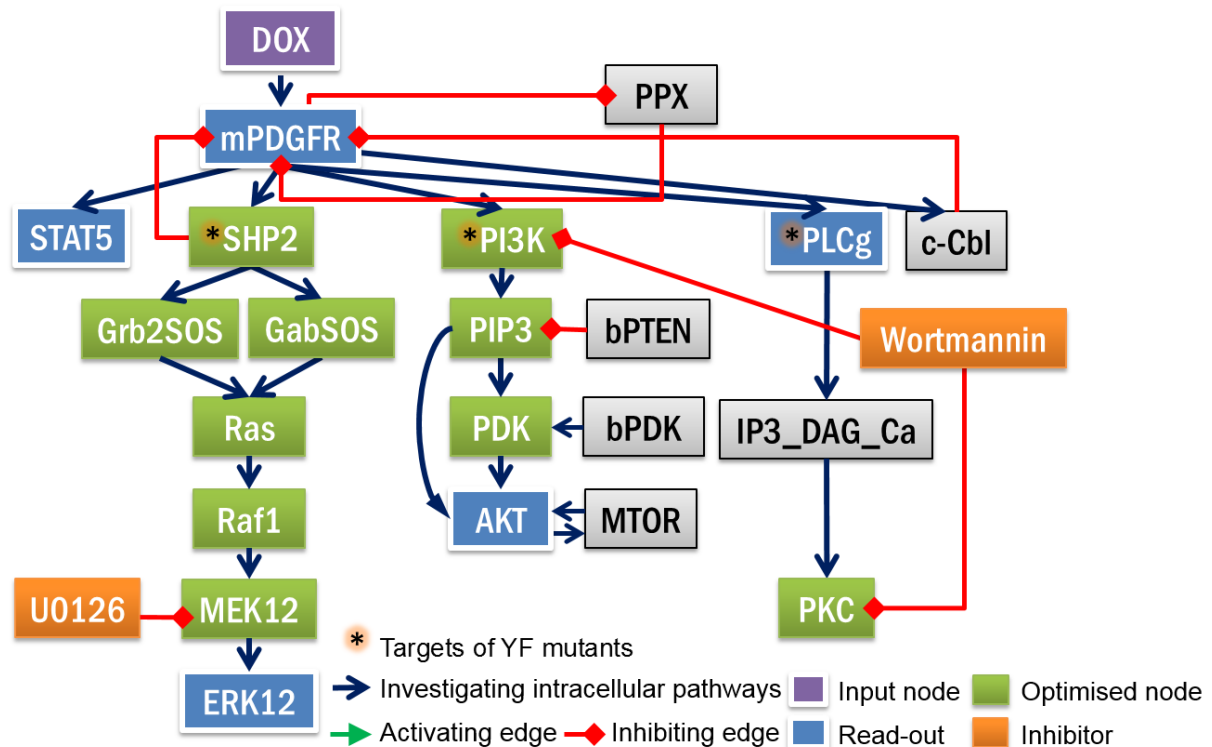 DOX
PPX
mPDGFR
STAT5
*SHP2
*PI3K
*PLCg
c-Cbl
Grb2SOS
GabSOS
PIP3
bPTEN
Wortmannin
Ras
PDK
bPDK
IP3_DAG_Ca
Raf1
AKT
MTOR
U0126
MEK12
PKC
* Targets of YF mutants
ERK12
Investigating intracellular pathways
Input node
Optimised node
Activating edge
Inhibiting edge
Read-out
Inhibitor